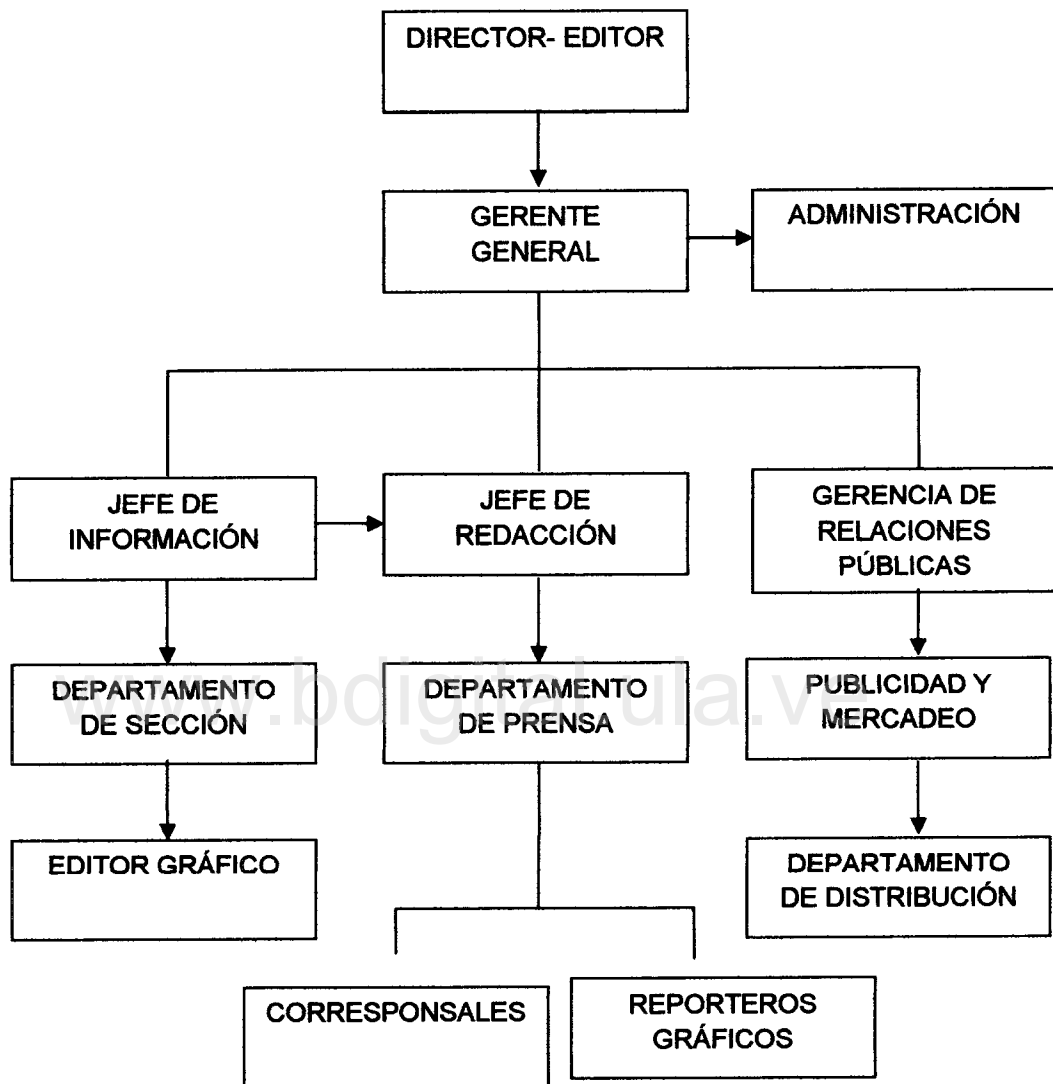 DIRECTOR- EDITOR
GERENTE
GENERAL
ADMINISTRACIÓN
JEFE DE
INFORMACIÓN
JEFE DE
REDACCIÓN
GERENCIA DE
RELACIONES
PÚBLICAS
DEPARTAMENTO
DE SECCIÓN
DEPARTAMENTO
DE PRENSA
PUBLICIDAD Y
MERCADEO
www.bdigital.ula.ve
EDITOR GRÁFICO
DEPARTAMENTO
DE DISTRIBUCIÓN
CORRESPONSALES
REPORTEROS
GRÁFICOS